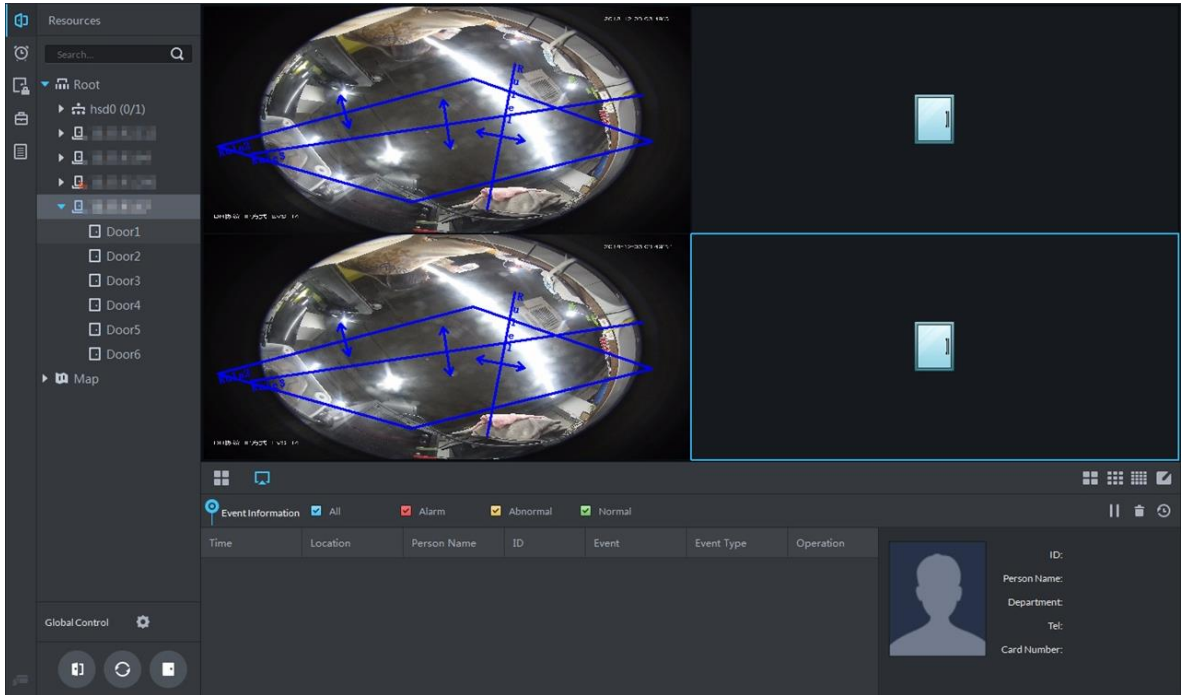 Resources
Search...
Root
hsd0 (0/1)
Door1
Door2
Door3
Door4
Door5
Door6
Map
Global Control
Event Information
All
Alarm
Abnormal
Normal
Time Location Person Name ID Event Event Type Operation
ID:
Person Name:
Department:
Tel:
Card Number: